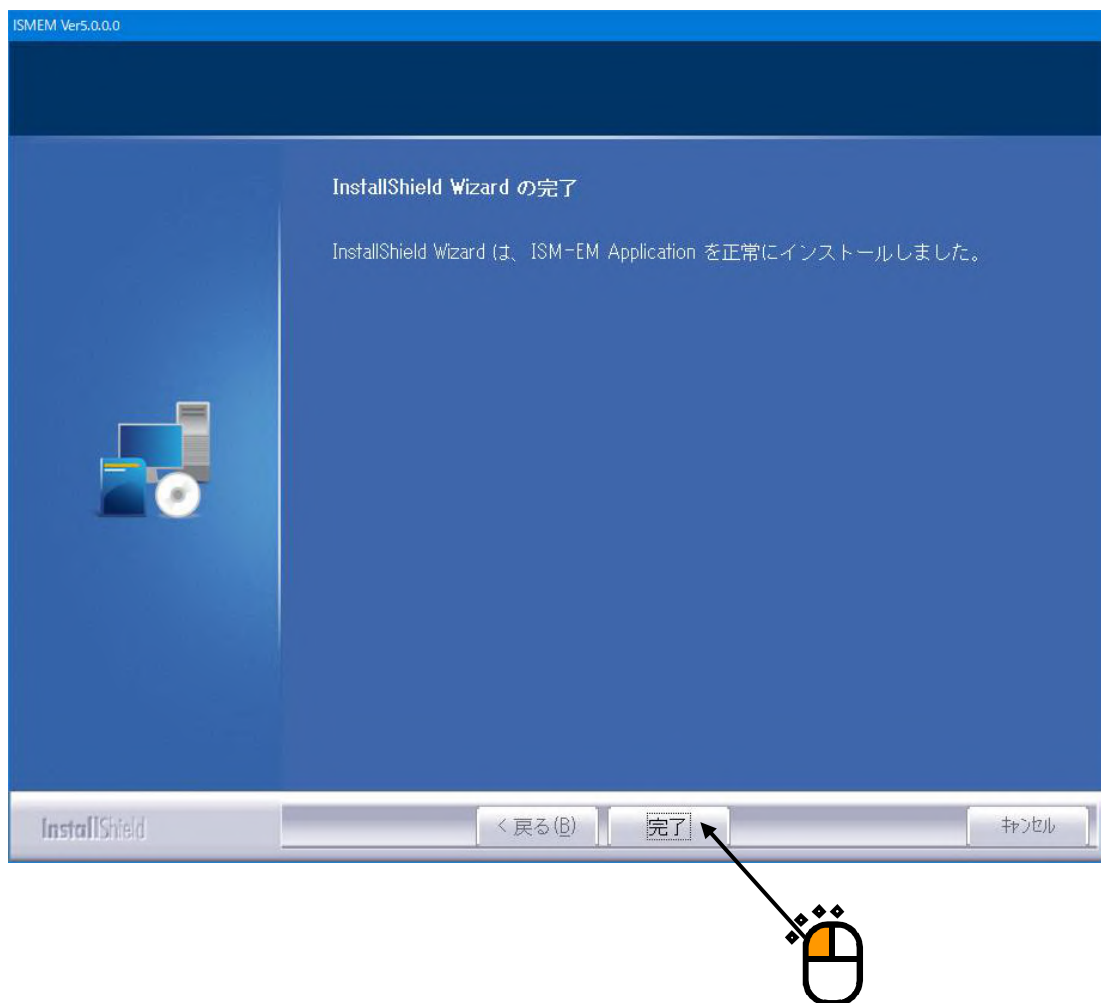 ISMEM Ver5.0.0.0
InstallShield Wizard の完了
InstallShield Wizard は、ISM-EM Application を正常にインストールしました。
InstallShield
< 戻る(B)
完了
ｷｬﾝｾﾙ